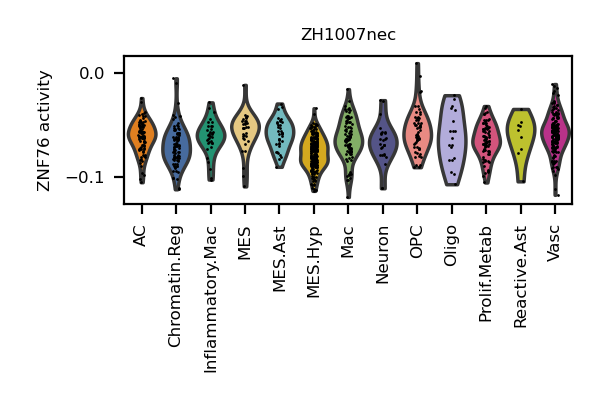 ZH1007nec
ZNF76 activity
0.0
−0.1
AC
Chromatin.Reg
Inflammatory.Mac
MES
MES.Ast
MES.Hyp
Mac
Neuron
OPC
Oligo
Prolif.Metab
Reactive.Ast
Vasc